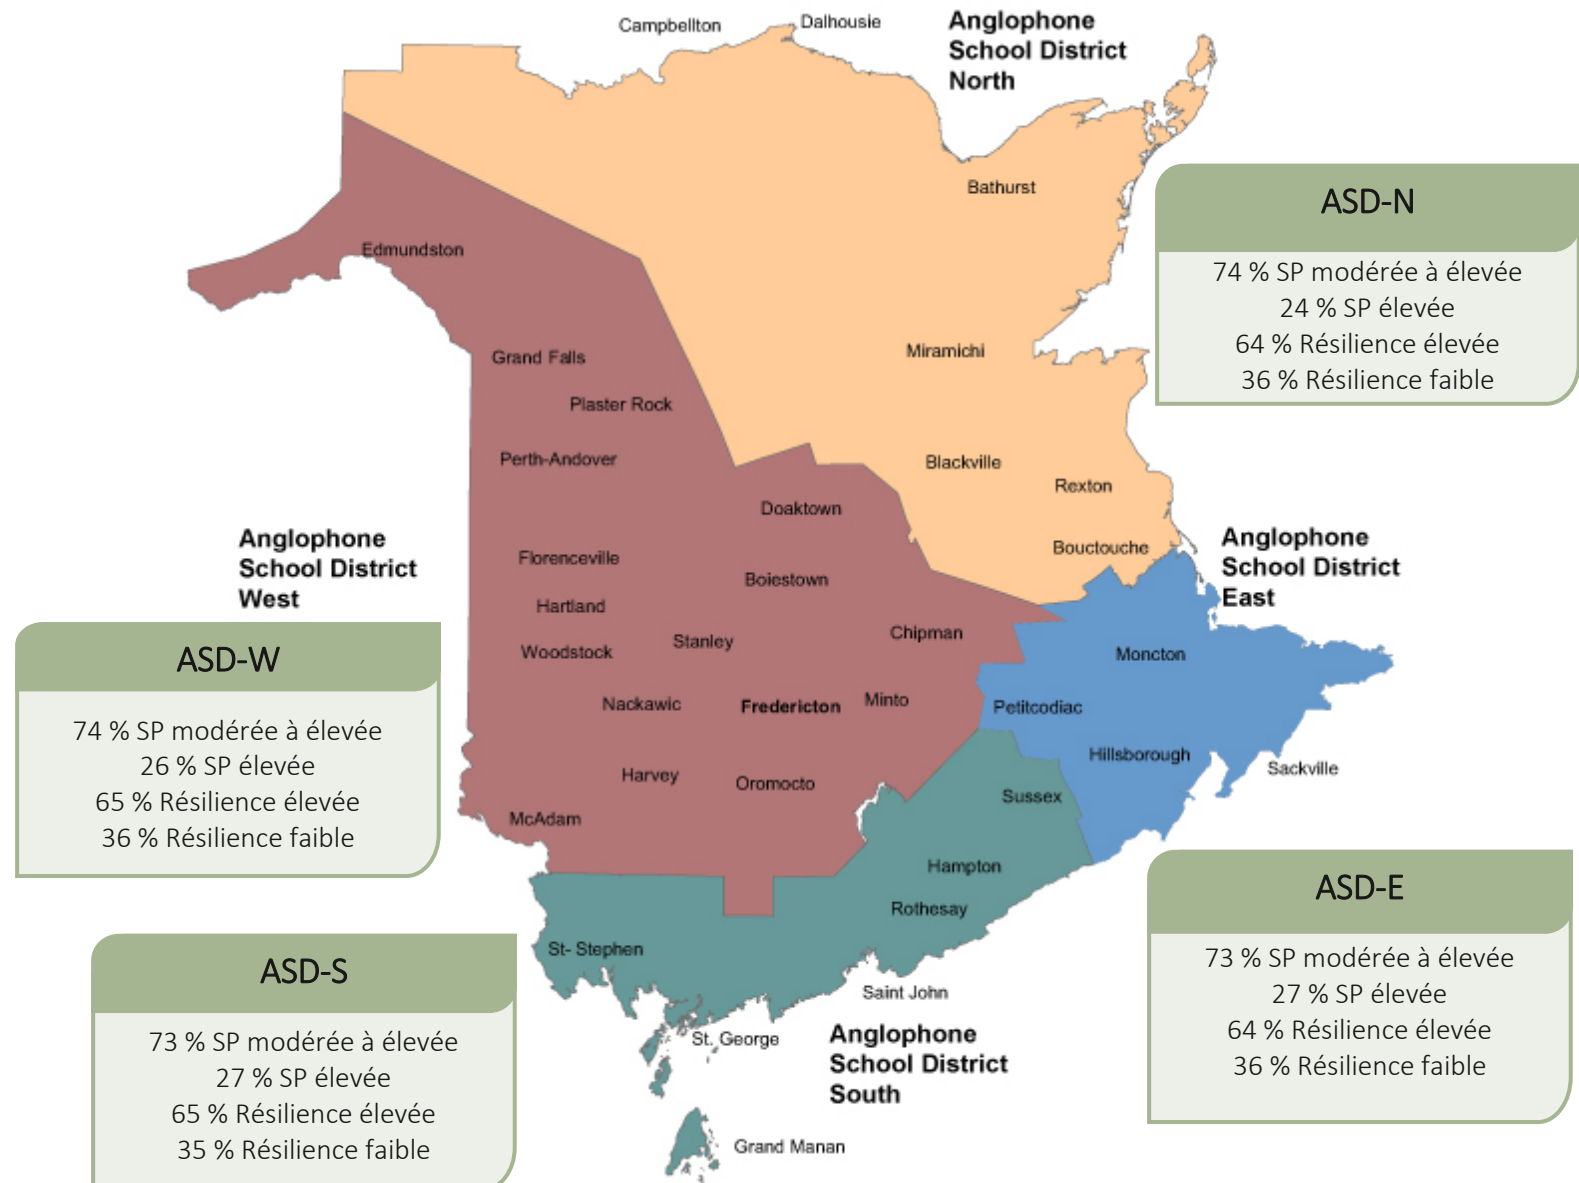 Campbellton
Dalhousie
Anglophone
School District
North
Bathurst
ASD-N
74 % SP modérée à élevée
24 % SP élevée
64 % Résilience élevée
36 % Résilience faible
Edmundston
Grand Falls
Miramichi
Plaster Rock
Perth-Andover
Blackville
Rexton
Doaktown
Bouctouche
Anglophone
School District
West
Anglophone
School District
East
Florenceville
Boiestown
Hartland
Stanley
Chipman
Woodstock
Moncton
ASD-W
74 % SP modérée à élevée
26 % SP élevée
65 % Résilience élevée
36 % Résilience faible
Nackawic
Fredericton
Minto
Petitcodiac
Hillsborough
Sackville
Harvey
Oromocto
Sussex
McAdam
Hampton
Rothesay
ASD-E
73 % SP modérée à élevée
27 % SP élevée
64 % Résilience élevée
36 % Résilience faible
St- Stephen
ASD-S
73 % SP modérée à élevée
27 % SP élevée
65 % Résilience élevée
35 % Résilience faible
Saint John
St. George
Anglophone
School District
South
Grand Manan